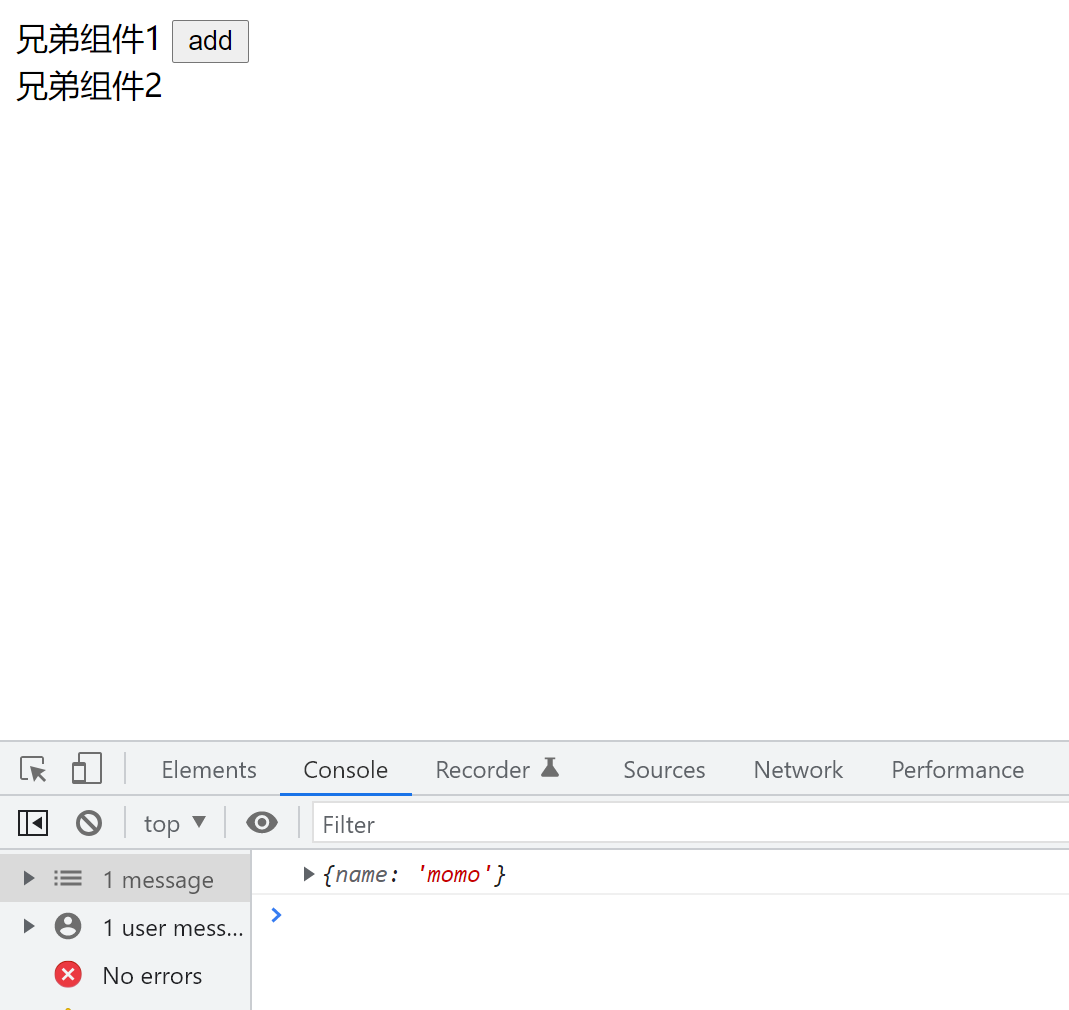 兄弟组件1 add
兄弟组件2
Elements Console Recorder Sources Network Performance
top Filter
1 message
{name: 'momo'}
1 user mess...
No errors